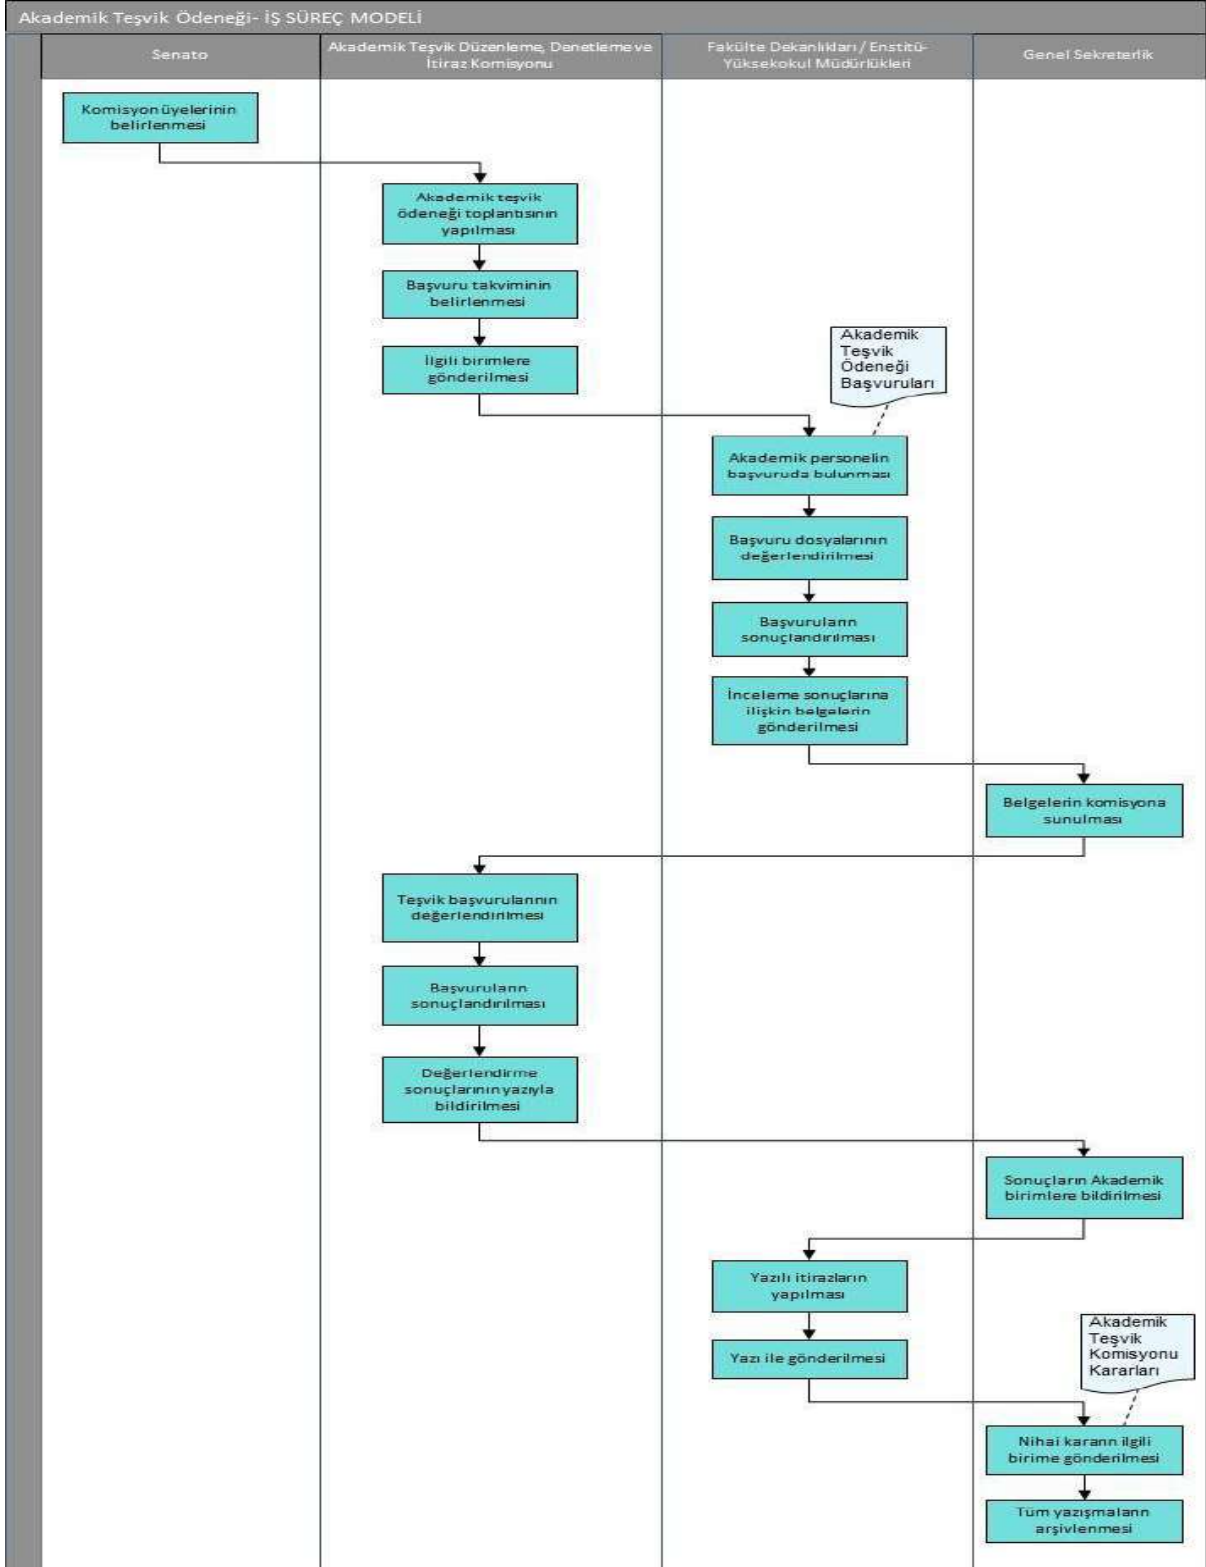 Akademik Teşvik Ödeneği- İŞ SÜREÇ MODELİ
Senato
Akademik Teşvik Düzenleme, Denetleme ve
İtiraz Komisyonu
Fakülte Dekanlıkları / Enstitü-
Yüksekokul Müdürlükleri
Genel Sekreterlik
Komisyon üyelerinin
belirlenmesi
Akademik teşvik
ödeneği toplantısının
yapılması
Başvuru takviminin
belirlenmesi
İlgili birimlere
gönderilmesi
Akademik
Teşvik
Ödeneği
Başvuruları
Akademik personelin
başvuruda bulunması
Başvuru dosyalarının
değerlendirilmesi
Başvuruların
sonuçlandırılması
İnceleme sonuçlarına
ilişkin belgelerin
gönderilmesi
Belgelerin komisyona
sunulması
Teşvik başvurularının
değerlendirilmesi
Başvuruların
sonuçlandırılması
Değerlendirme
sonuçlarının yazıyla
bildirilmesi
Sonuçların Akademik
birimlere bildirilmesi
Yazılı itirazların
yapılması
Yazı ile gönderilmesi
Akademik
Teşvik
Komisyonu
Kararları
Nihai kararın ilgili
birime gönderilmesi
Tüm yazışmaların
arşivlenmesi